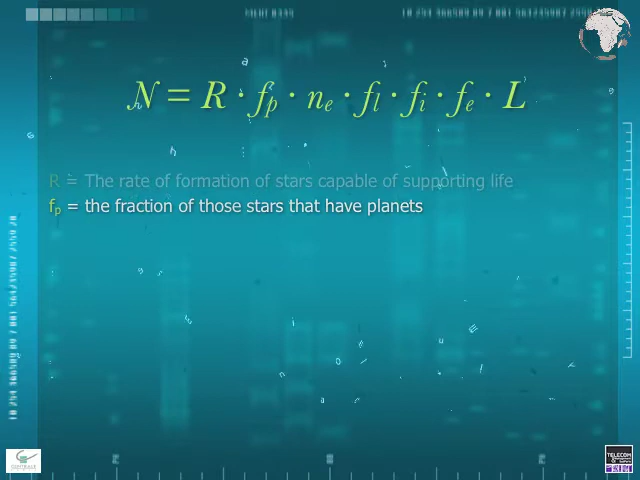 N = R · fp · ne · fl · fi · fe · L
R = The rate of formation of stars capable of supporting life
fp = the fraction of those stars that have planets
TELECOM